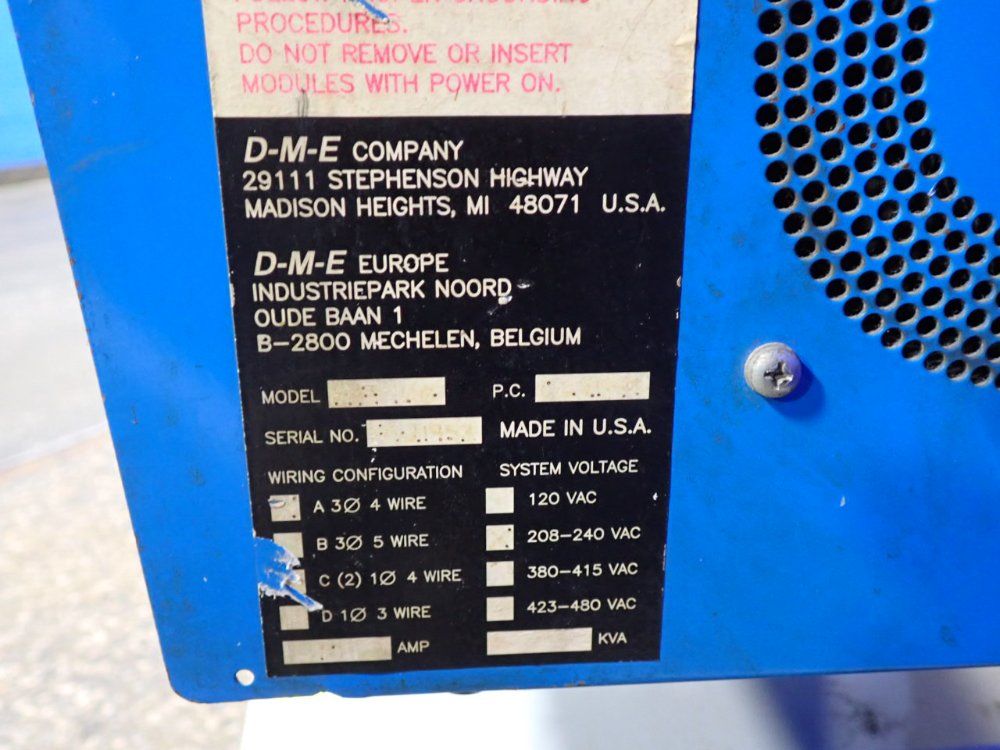 PROCEDURES.
DO NOT REMOVE OR INSERT
MODULES WITH POWER ON.
D-M-E COMPANY
29111 STEPHENSON HIGHWAY
MADISON HEIGHTS, MI 48071 U.S.A.
D-M-E EUROPE
INDUSTRIEPARK NOORD
OUDE BAAN 1
B-2800 MECHELEN, BELGIUM
MODEL P.C.
SERIAL NO. MADE IN U.S.A.
WIRING CONFIGURATION SYSTEM VOLTAGE
A 3Ø 4 WIRE 120 VAC
B 3Ø 5 WIRE 208-240 VAC
C (2) 1Ø 4 WIRE 380-415 VAC
D 1Ø 3 WIRE 423-480 VAC
AMP KVA